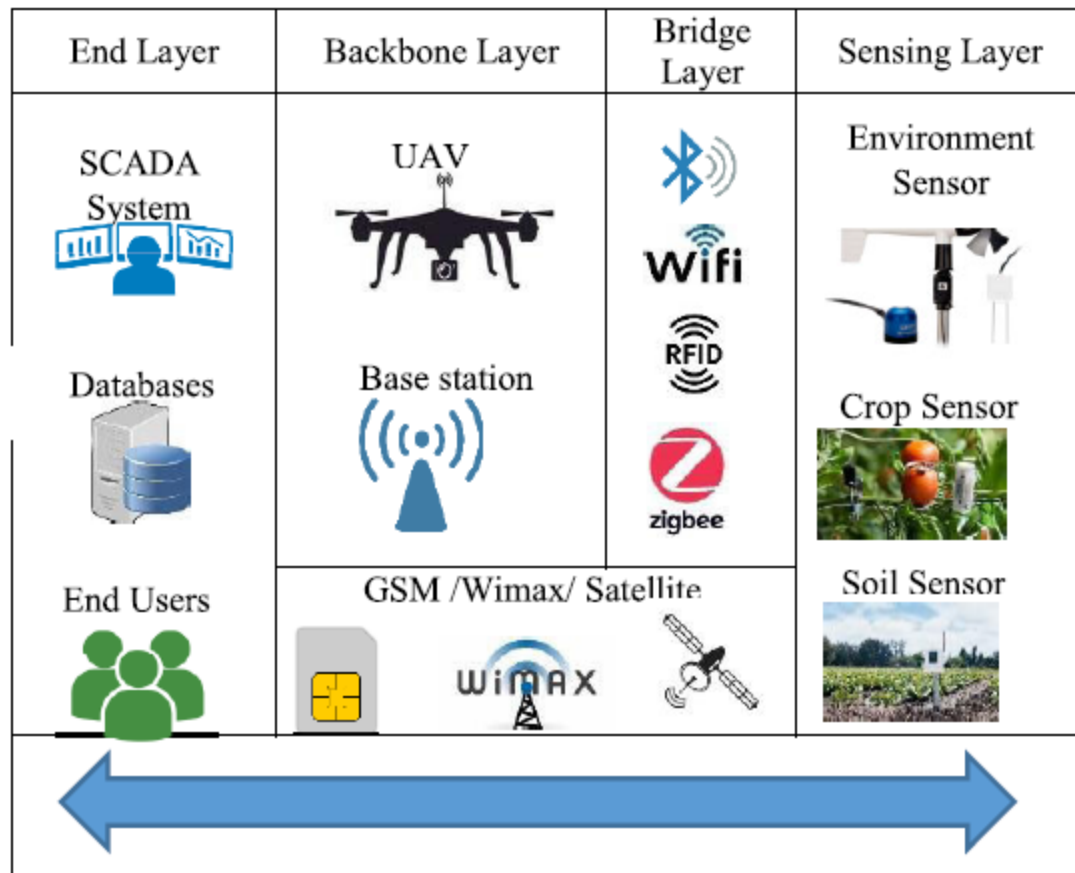 End Layer
Backbone Layer
Bridge
Layer
Sensing Layer
SCADA
System
Databases
End Users
UAV
Base station
Wifi
RFID
zigbee
GSM /Wimax/ Satellite
WiMAX
Environment
Sensor
Crop Sensor
Soil Sensor